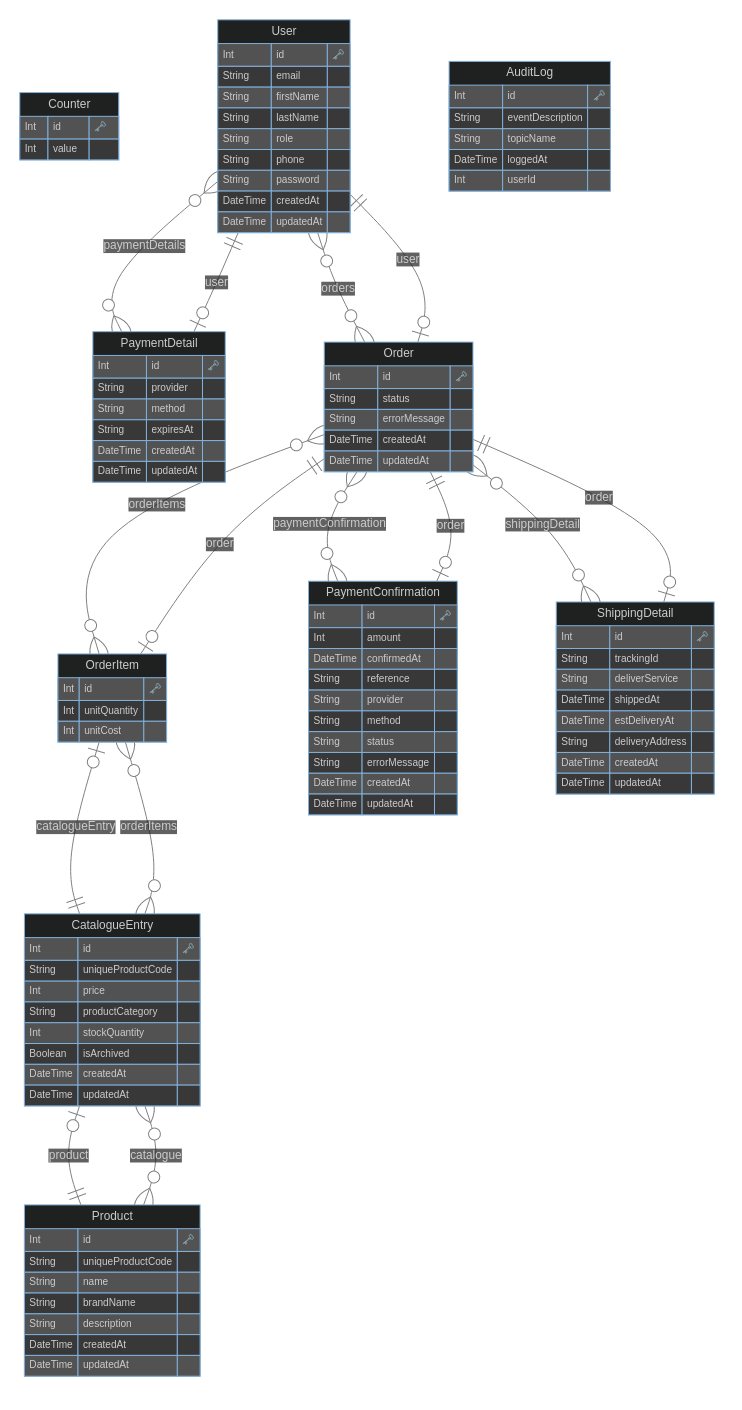 User
Int id
String email
String firstName
String lastName
String role
String phone
String password
DateTime createdAt
DateTime updatedAt
AuditLog
Int id
String eventDescription
String topicName
DateTime loggedAt
Int userId
Counter
Int id
Int value
paymentDetails
user
orders
user
PaymentDetail
Int id
String provider
String method
String expiresAt
DateTime createdAt
DateTime updatedAt
Order
Int id
String status
String errorMessage
DateTime createdAt
DateTime updatedAt
orderItems
order
paymentConfirmation
order
shippingDetail
order
PaymentConfirmation
Int id
Int amount
DateTime confirmedAt
String reference
String provider
String method
String status
String errorMessage
DateTime createdAt
DateTime updatedAt
ShippingDetail
Int id
String trackingId
String deliverService
DateTime shippedAt
DateTime estDeliveryAt
String deliveryAddress
DateTime createdAt
DateTime updatedAt
OrderItem
Int id
Int unitQuantity
Int unitCost
catalogueEntry
orderItems
CatalogueEntry
Int id
String uniqueProductCode
Int price
String productCategory
Int stockQuantity
Boolean isArchived
DateTime createdAt
DateTime updatedAt
product
catalogue
Product
Int id
String uniqueProductCode
String name
String brandName
String description
DateTime createdAt
DateTime updatedAt